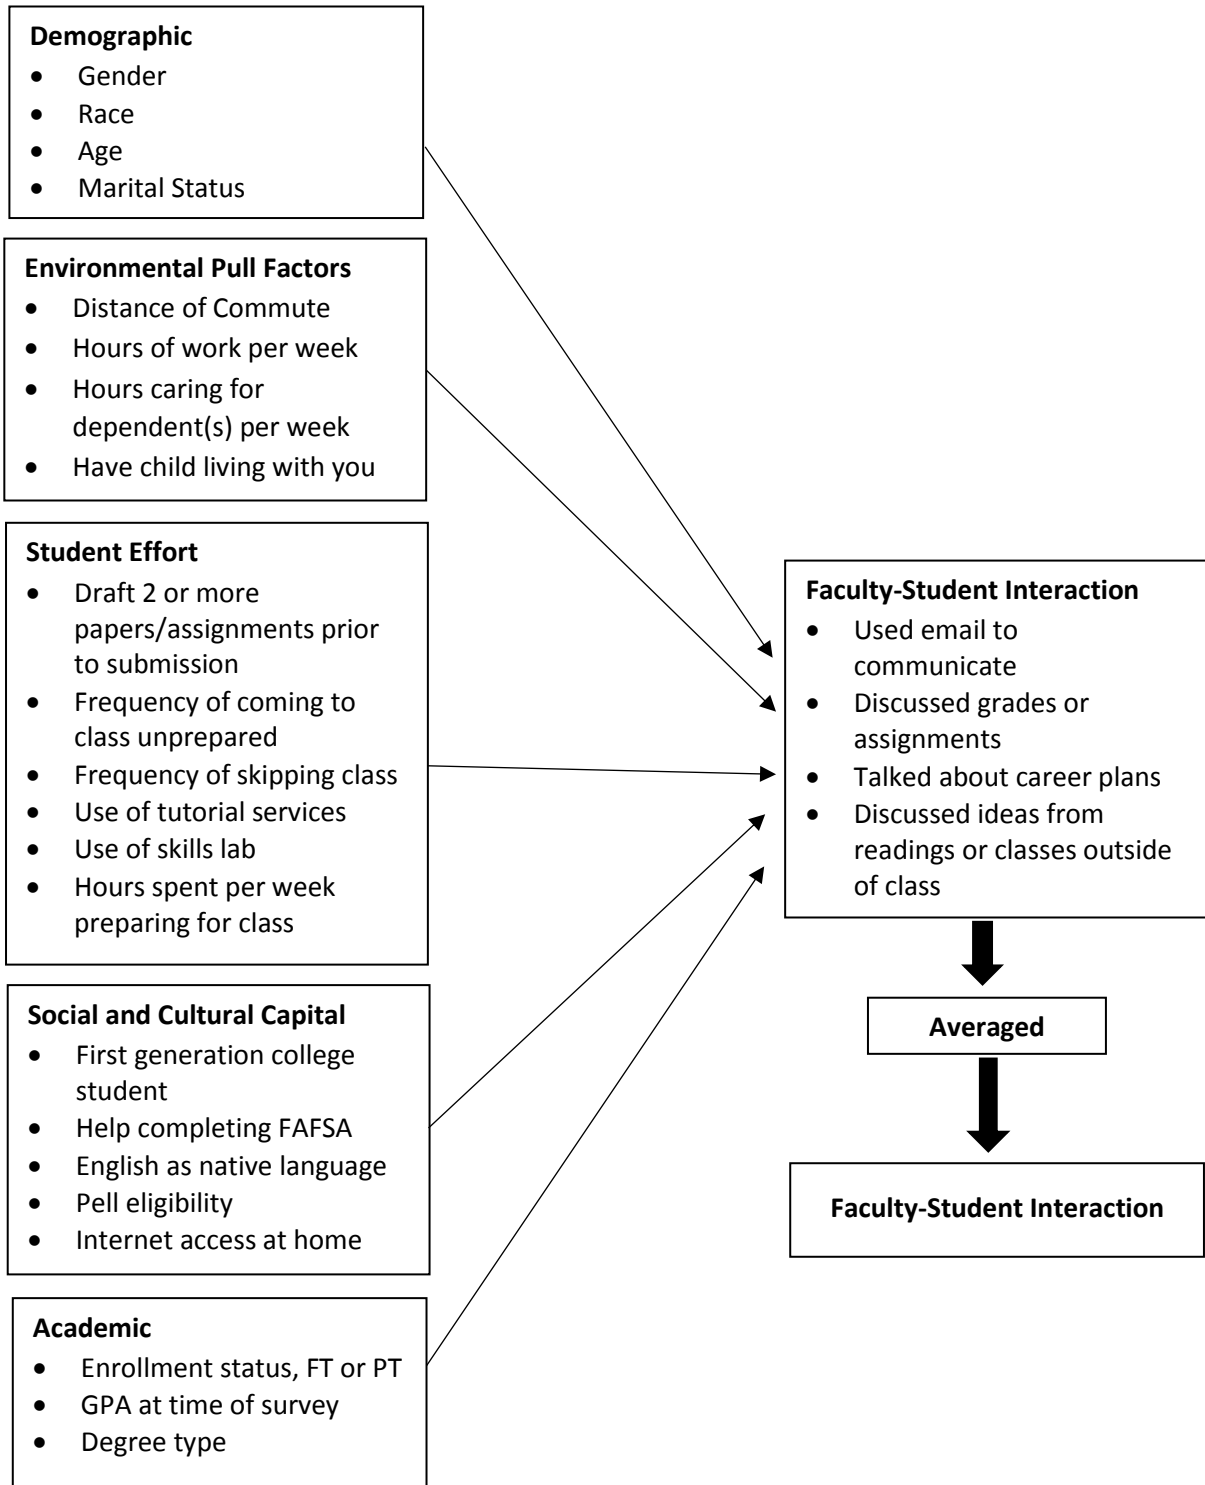 Demographic
• Gender
• Race
• Age
• Marital Status
Environmental Pull Factors
• Distance of Commute
• Hours of work per week
• Hours caring for
dependent(s) per week
• Have child living with you
Student Effort
• Draft 2 or more
papers/assignments prior
to submission
• Frequency of coming to
class unprepared
• Frequency of skipping class
• Use of tutorial services
• Use of skills lab
• Hours spent per week
preparing for class
Social and Cultural Capital
• First generation college
student
• Help completing FAFSA
• English as native language
• Pell eligibility
• Internet access at home
Academic
• Enrollment status, FT or PT
• GPA at time of survey
• Degree type
Faculty-Student Interaction
• Used email to
communicate
• Discussed grades or
assignments
• Talked about career plans
• Discussed ideas from
readings or classes outside
of class
Averaged
Faculty-Student Interaction